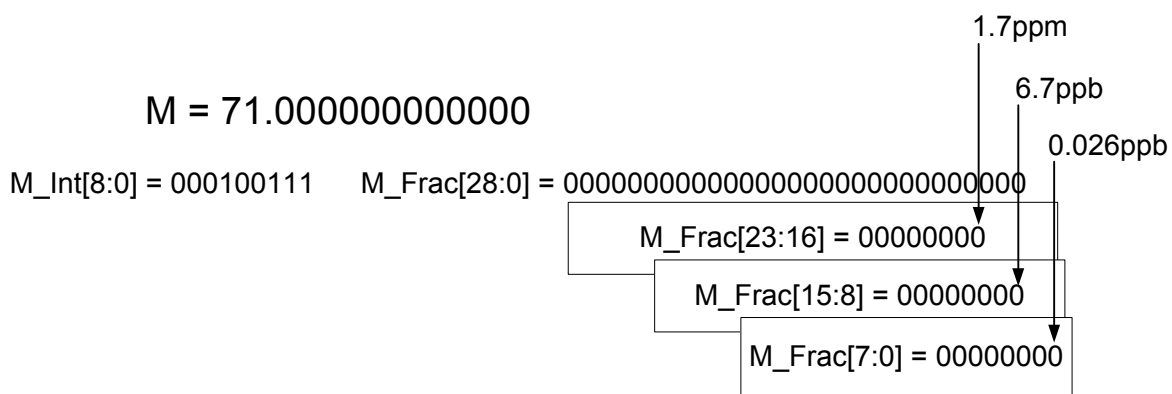 1.7ppm
6.7ppb
M = 71.000000000000
0.026ppb
M_Int[8:0] = 000100111 M_Frac[28:0] = 00000000000000000000000000000
M_Frac[23:16] = 00000000
M_Frac[15:8] = 00000000
M_Frac[7:0] = 00000000